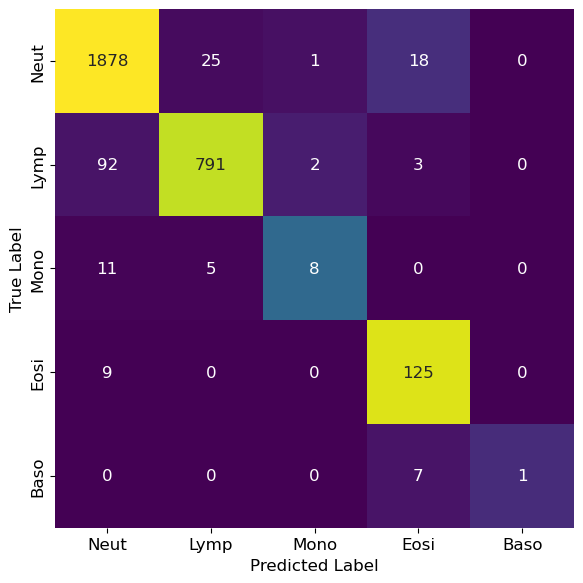 True Label
Neut 1878 25 1 18 0
Lymp 92 791 2 3 0
Mono 11 5 8 0 0
Eosi 9 0 0 125 0
Baso 0 0 0 7 1
Neut Lymp Mono Eosi Baso
Predicted Label